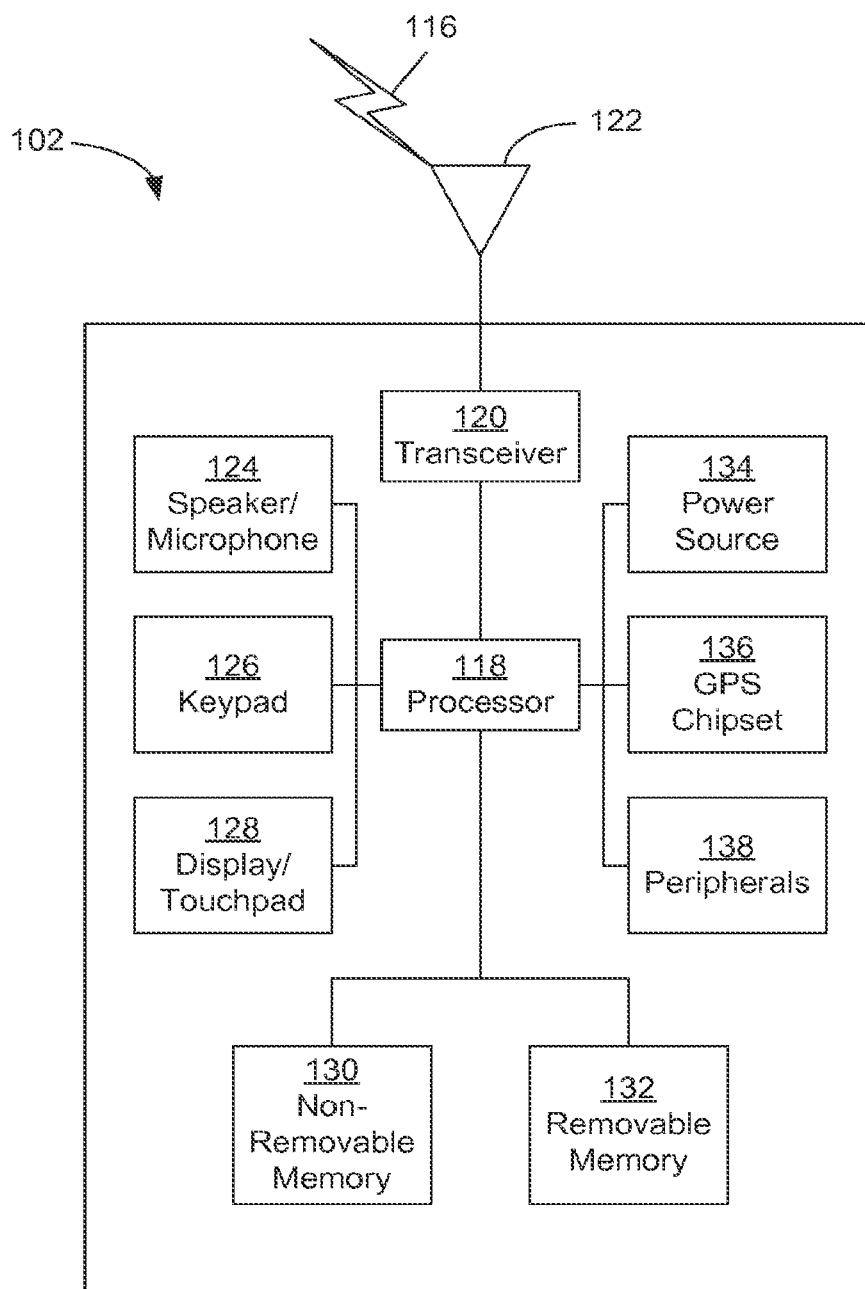 116
122
102
120
Transceiver
124
Speaker/
Microphone
134
Power
Source
126
Keypad
118
Processor
136
GPS
Chipset
128
Display/
Touchpad
138
Peripherals
130
Non-
Removable
Memory
132
Removable
Memory